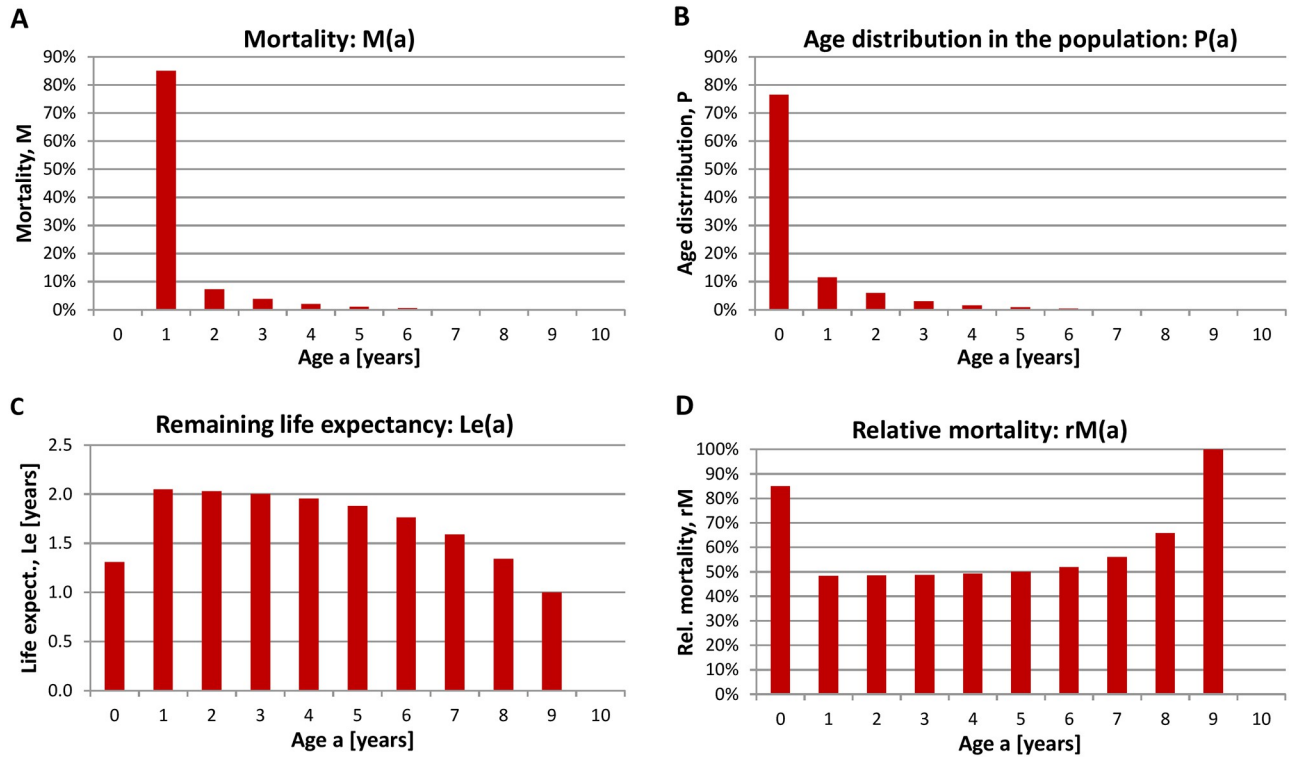 A
Mortality: M(a)
90%
80%
70%
60%
50%
40%
30%
20%
10%
0%
Mortality, M
0 1 2 3 4 5 6 7 8 9 10
Age a [years]
B
Age distribution in the population: P(a)
90%
80%
70%
60%
50%
40%
30%
20%
10%
0%
Age distrribution, P
0 1 2 3 4 5 6 7 8 9 10
Age a [years]
C
Remaining life expectancy: Le(a)
2.5
2.0
1.5
1.0
0.5
0.0
Life expect., Le [years]
0 1 2 3 4 5 6 7 8 9 10
Age a [years]
D
Relative mortality: rM(a)
100%
90%
80%
70%
60%
50%
40%
30%
20%
10%
0%
Rel. mortality, rM
0 1 2 3 4 5 6 7 8 9 10
Age a [years]